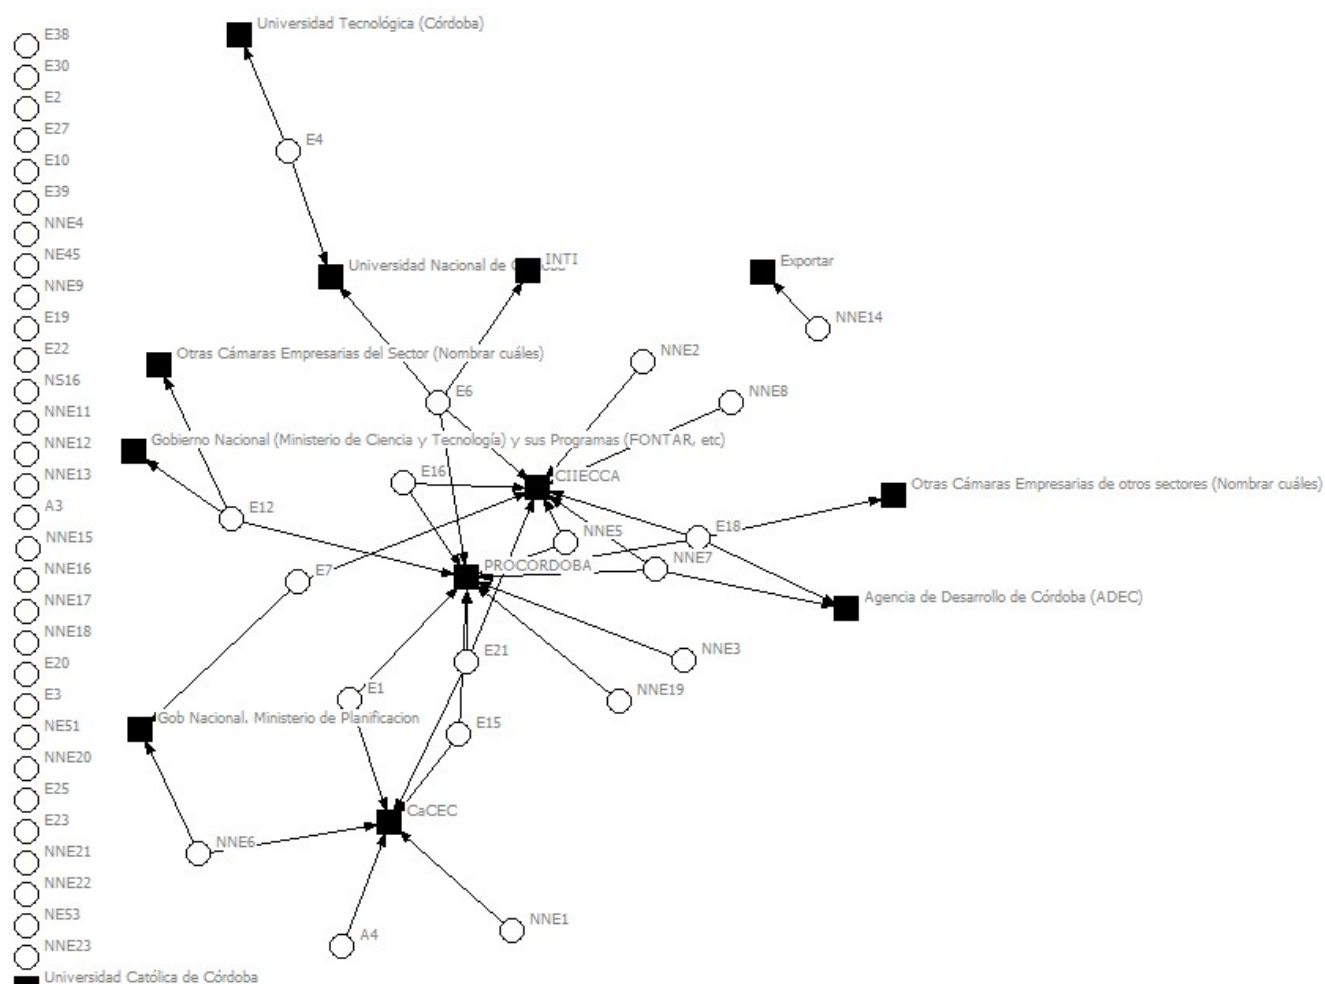 E38
E30
E2
E27
E10
E39
NNE4
NE45
NNE9
E19
E22
NS16
NNE11
NNE12
NNE13
A3
NNE15
NNE16
NNE17
NNE18
E20
E3
NE51
NNE20
E25
E23
NNE21
NNE22
NE53
NNE23
Universidad Católica de Córdoba
Universidad Tecnológica (Córdoba)
E4
Universidad Nacional de
INTI
Exportar
NNE14
Otras Cámaras Empresarias del Sector (Nombrar cuáles)
NNE2
E6
NNE8
Gobierno Nacional (Ministerio de Ciencia y Tecnología) y sus Programas (FONTAR, etc)
E16
CIIECCA
Otras Cámaras Empresarias de otros sectores (Nombrar cuáles)
E12
NNE5
E18
E7
PROCORDOBA
NNE7
Agencia de Desarrollo de Córdoba (ADEC)
E21
NNE3
E1
NNE19
Gob Nacional. Ministerio de Planificacion
E15
CaCEC
NNE6
A4
NNE1